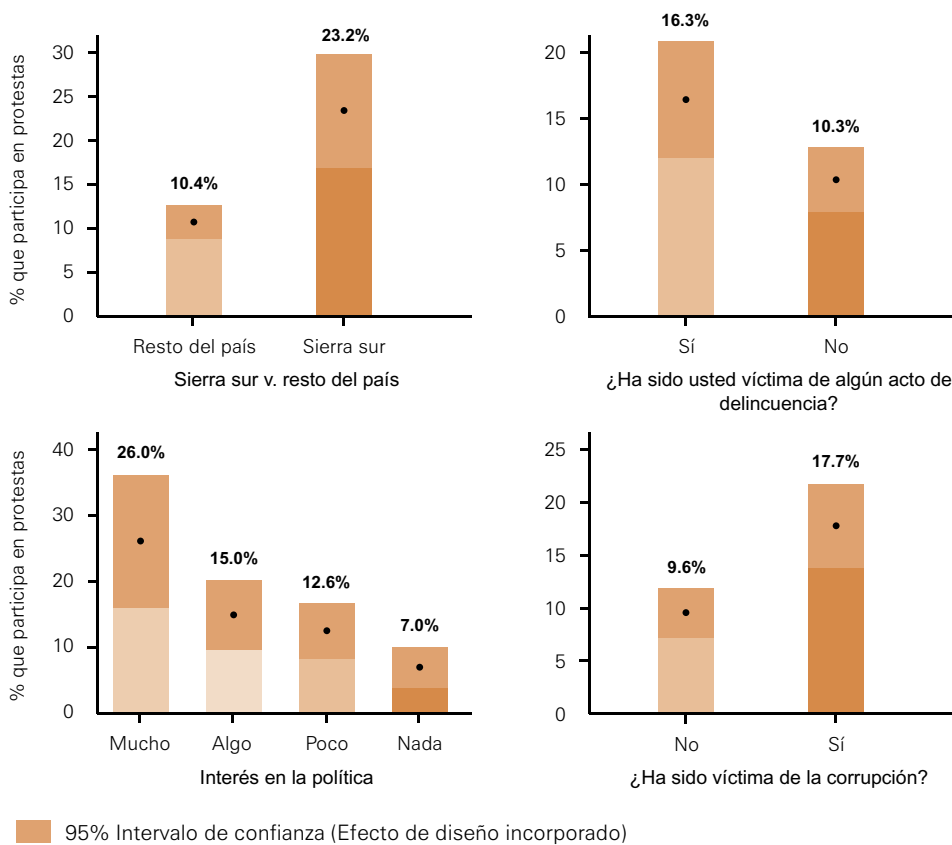 % que participa en protestas
30
25
20
15
10
5
0
10.4%
23.2%
Resto del país
Sierra sur
Sierra sur v. resto del país
20
15
10
5
0
16.3%
10.3%
Sí
No
¿Ha sido usted víctima de algún acto de
delincuencia?
% que participa en protestas
40
30
20
10
0
26.0%
15.0%
12.6%
7.0%
Mucho
Algo
Poco
Nada
Interés en la política
25
20
15
10
5
0
9.6%
17.7%
No
Sí
¿Ha sido víctima de la corrupción?
95% Intervalo de confianza (Efecto de diseño incorporado)